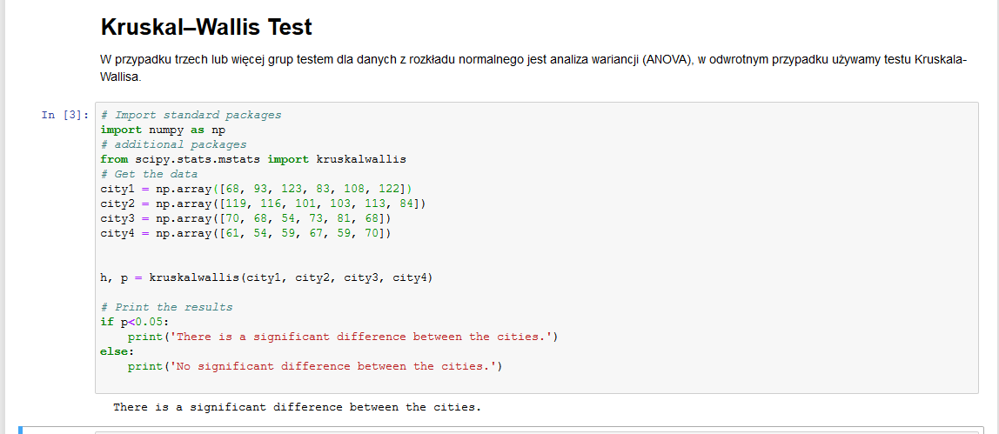 Kruskal–Wallis Test
W przypadku trzech lub więcej grup testem dla danych z rozkładu normalnego jest analiza wariancji (ANOVA), w odwrotnym przypadku używamy testu Kruskala-
Wallisa.
In [3]: # Import standard packages
import numpy as np
# additional packages
from scipy.stats.mstats import kruskalwallis
# Get the data
city1 = np.array([68, 93, 123, 83, 108, 122])
city2 = np.array([119, 116, 101, 103, 113, 84])
city3 = np.array([70, 68, 54, 73, 81, 68])
city4 = np.array([61, 54, 59, 67, 59, 70])
h, p = kruskalwallis(city1, city2, city3, city4)
# Print the results
if p<0.05:
    print('There is a significant difference between the cities.')
else:
    print('No significant difference between the cities.')
There is a significant difference between the cities.